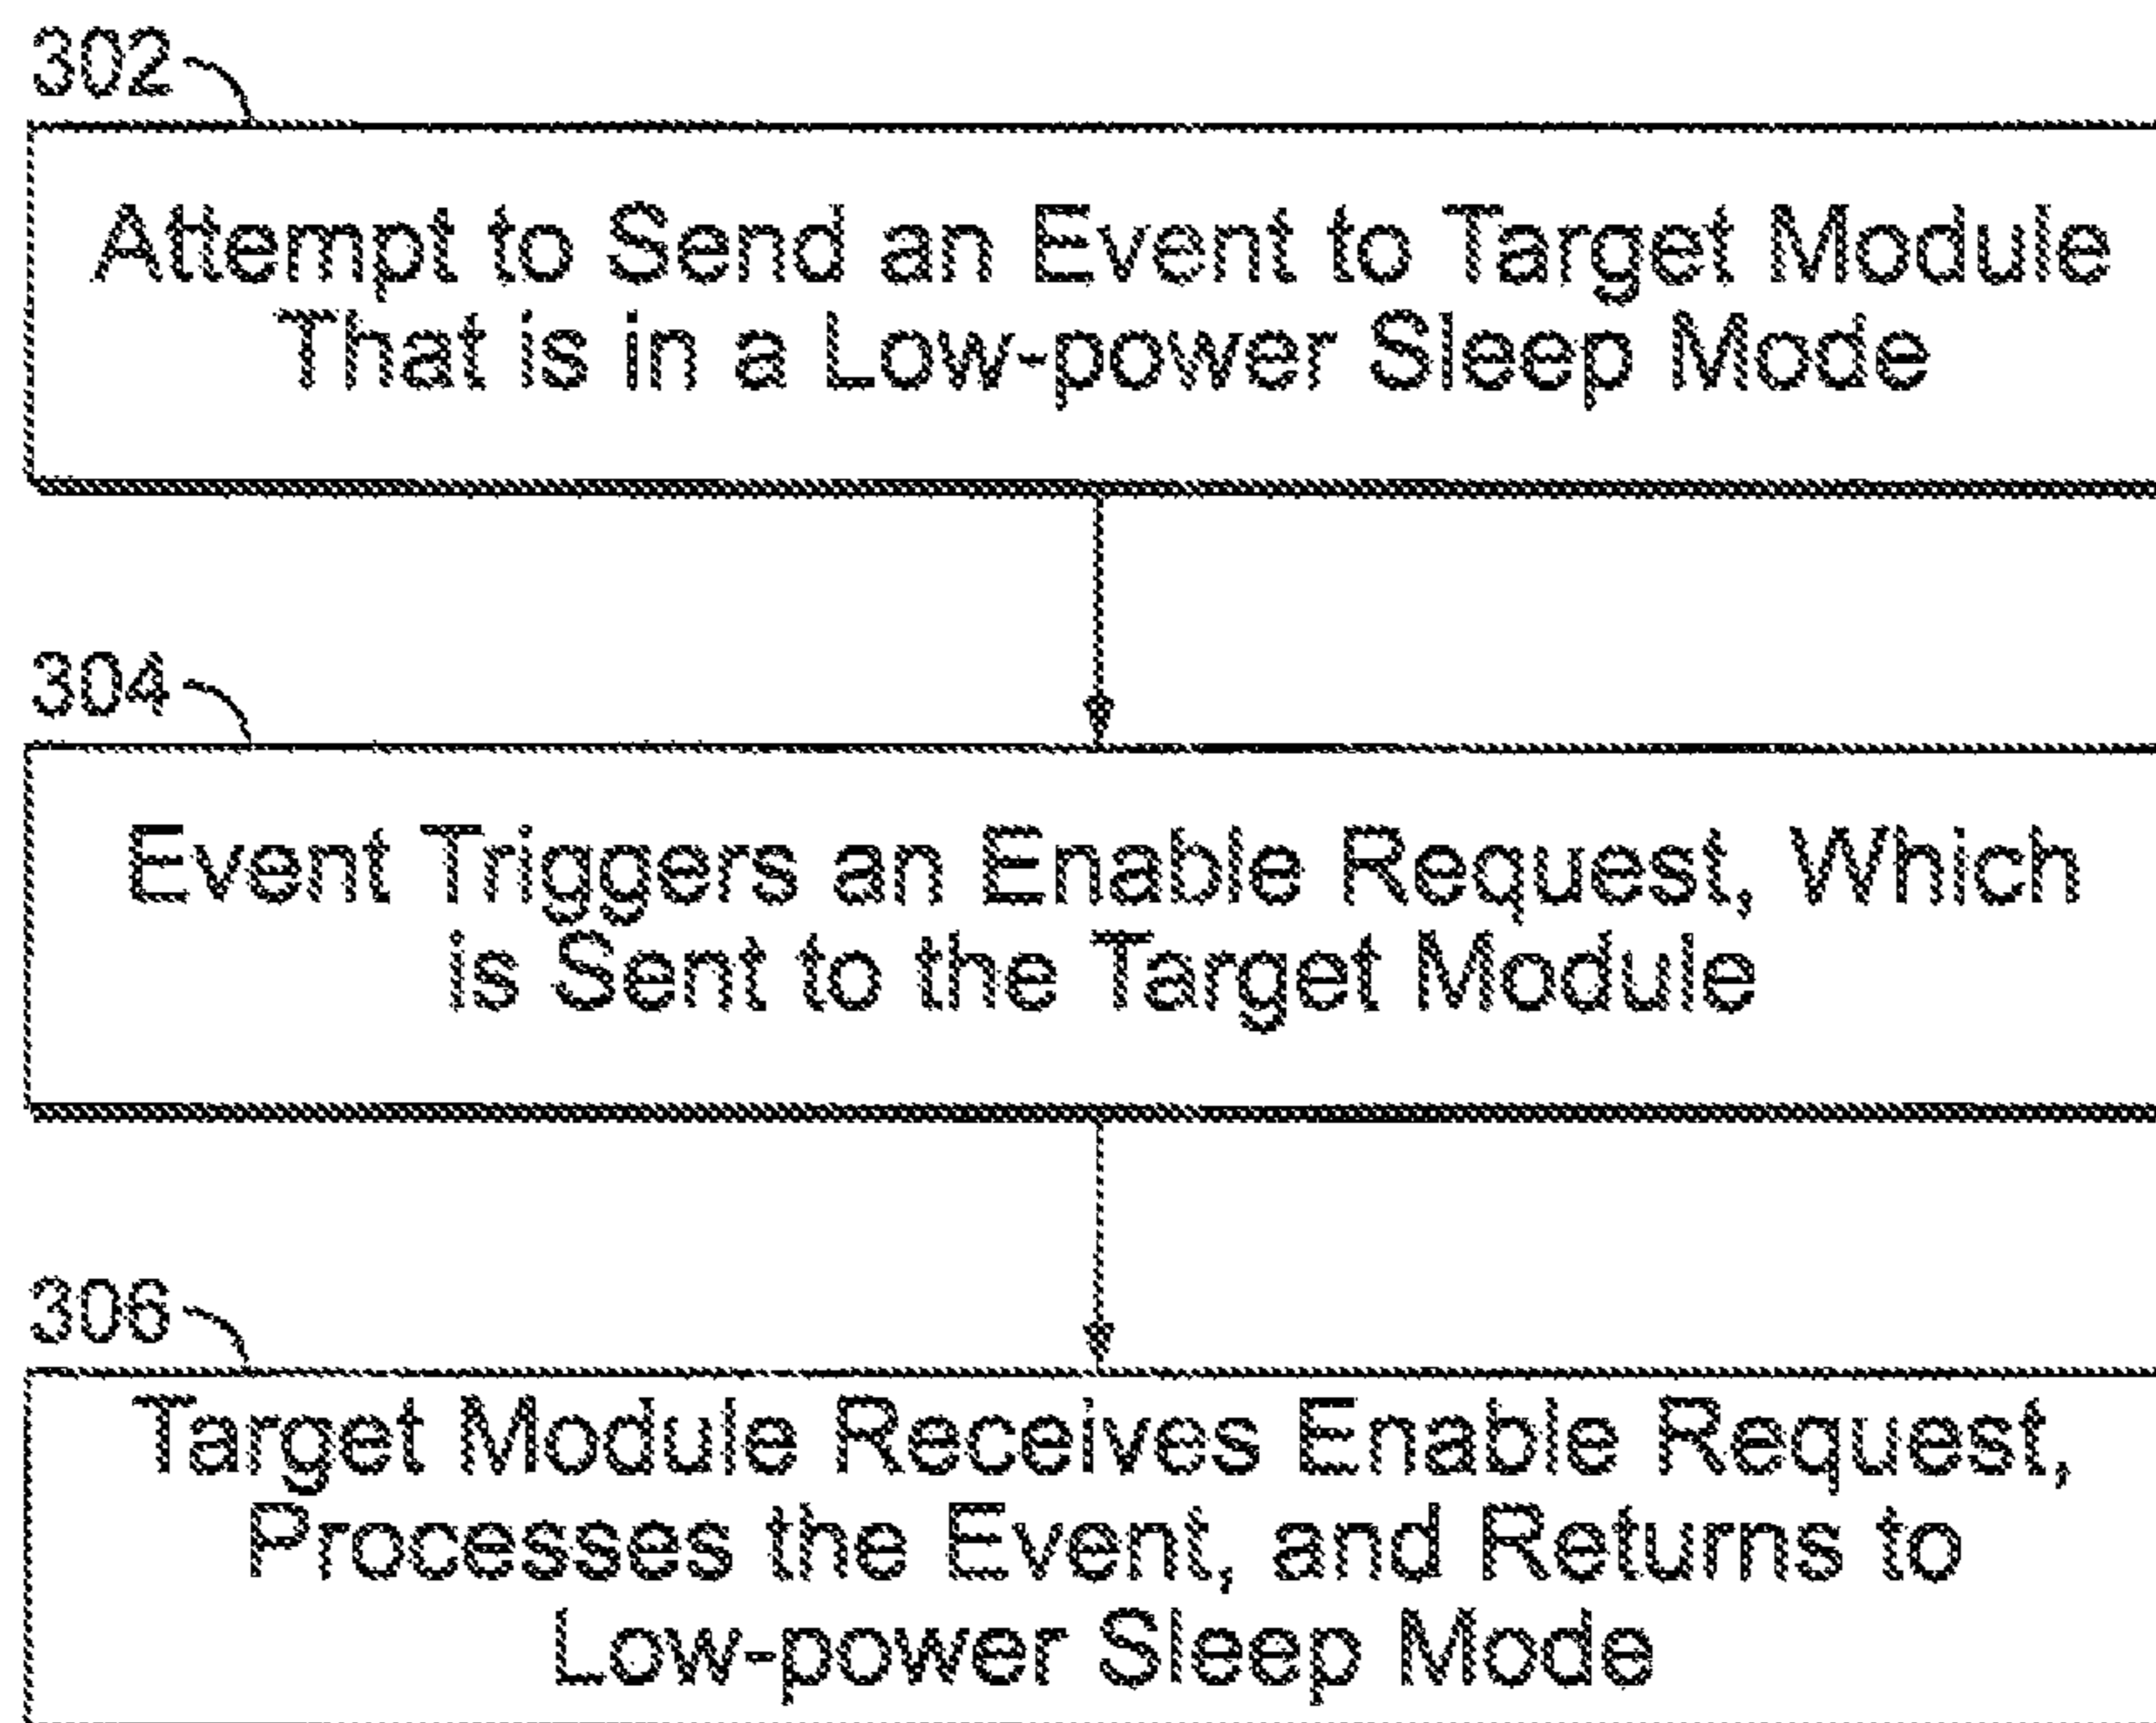 302
Attempt to Send an Event to Target Module
That is in a Low-power Sleep Mode
304
Event Triggers an Enable Request, Which
is Sent to the Target Module
306
Target Module Receives Enable Request,
Processes the Event, and Returns to
Low-power Sleep Mode